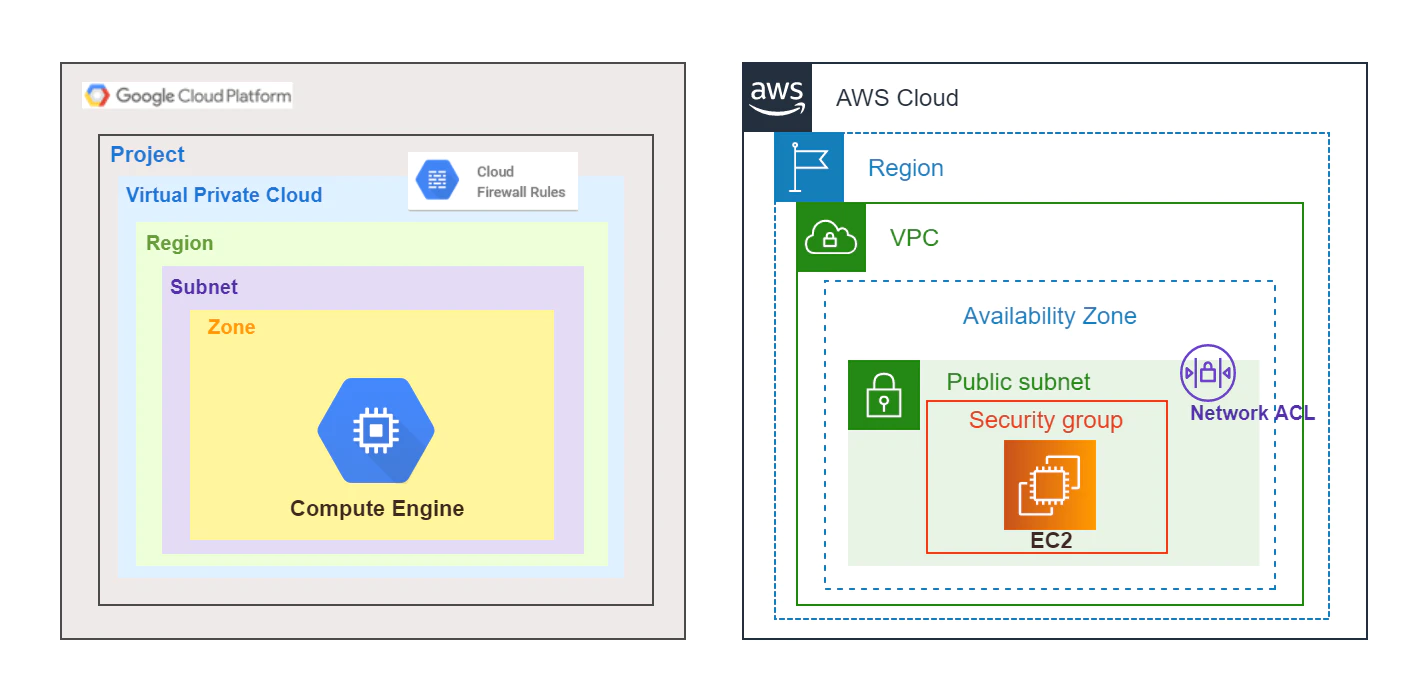 Google Cloud Platform
Project
Cloud
Firewall Rules
Virtual Private Cloud
Region
Subnet
Zone
Compute Engine
aws
AWS Cloud
Region
VPC
Availability Zone
Public subnet
Network ACL
Security group
EC2